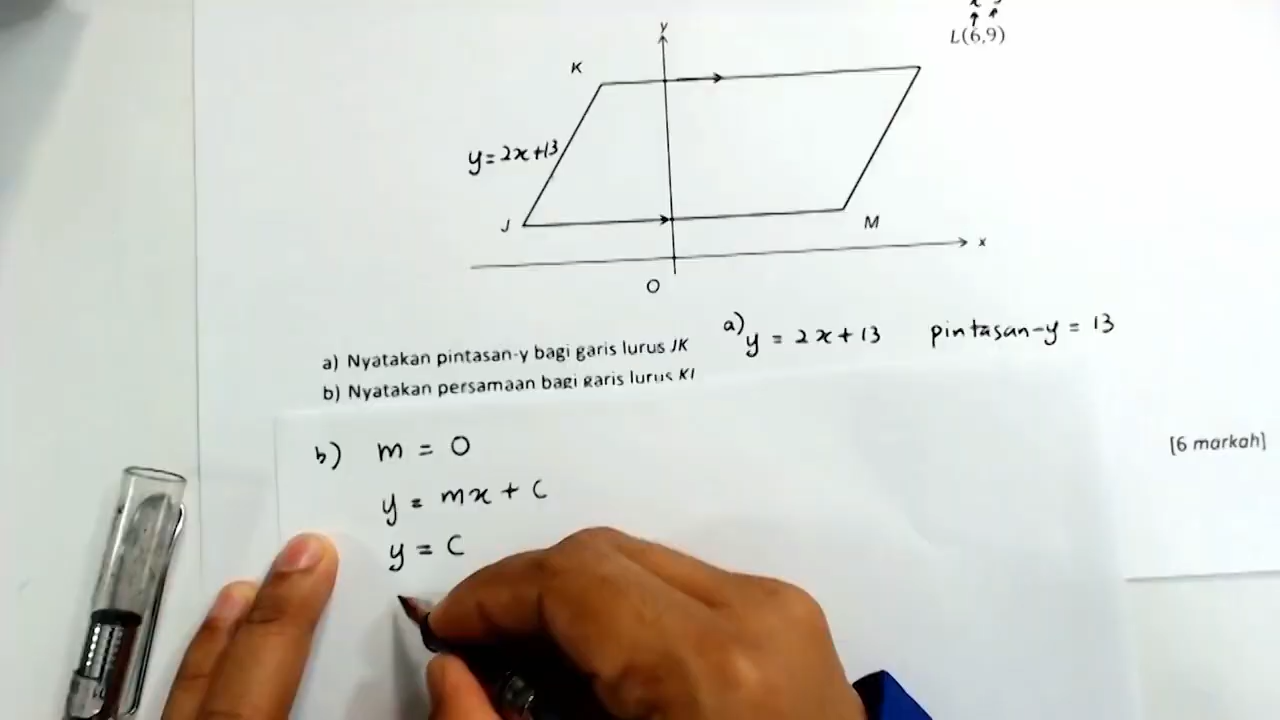 y
L(6,9)
K
y = 2x+13
J
M
x
O
a) Nyatakan pintasan-y bagi garis lurus JK
a) y = 2x+13 pintasan-y = 13
b) Nyatakan persamaan bagi garis lurus
[6 markah]
b) m = 0
y = mx + c
y = c